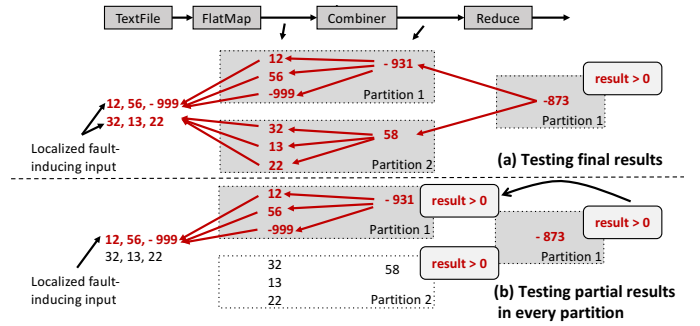 TextFile FlatMap Combiner Reduce
12 - 931 result > 0
56
-999
12, 56, - 999 Partition 1 -873
32, 13, 22 32 58 Partition 1
Localized fault-
inducing input
13
22 Partition 2
(a) Testing final results
12 - 931 result > 0 result > 0
56
-999
12, 56, - 999 Partition 1 - 873
32, 13, 22 Partition 1
32 58 result > 0
13
22 Partition 2
Localized fault-
inducing input
(b) Testing partial results
in every partition